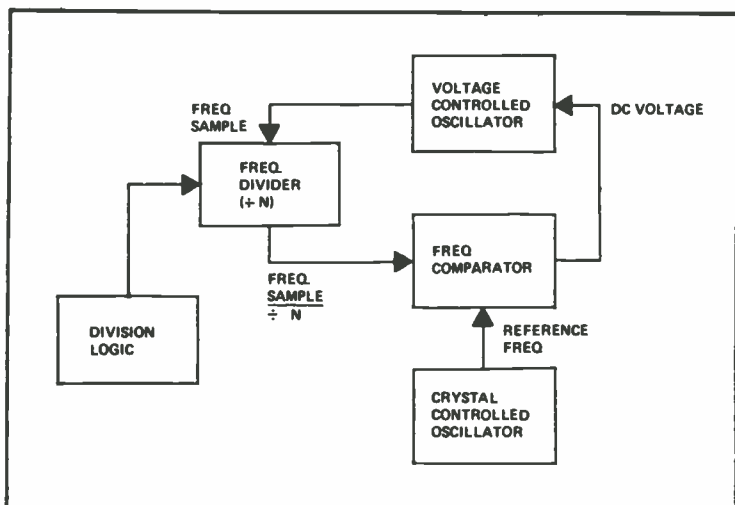 VOLTAGE
CONTROLLED
OSCILLATOR
DC VOLTAGE
FREQ
SAMPLE
FREQ.
DIVIDER
(÷ N)
FREQ
COMPARATOR
FREQ.
SAMPLE
÷ N
DIVISION
LOGIC
REFERENCE
FREQ
CRYSTAL
CONTROLLED
OSCILLATOR